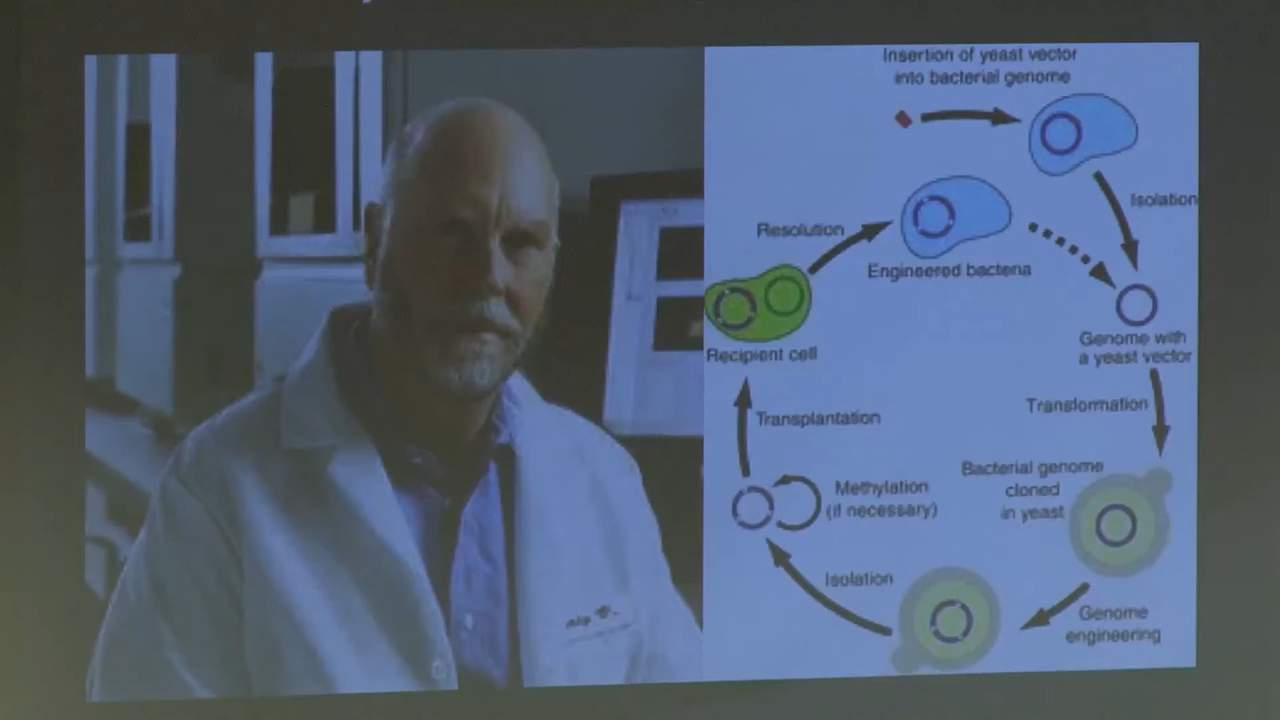 Insertion of yeast vector
into bacterial genome
Isolation
Resolution
Engineered bacteria
Genome with
a yeast vector
Recipient cell
Transformation
Transplantation
Bacterial genome
cloned
in yeast
Methylation
(if necessary)
Isolation
Genome
engineering